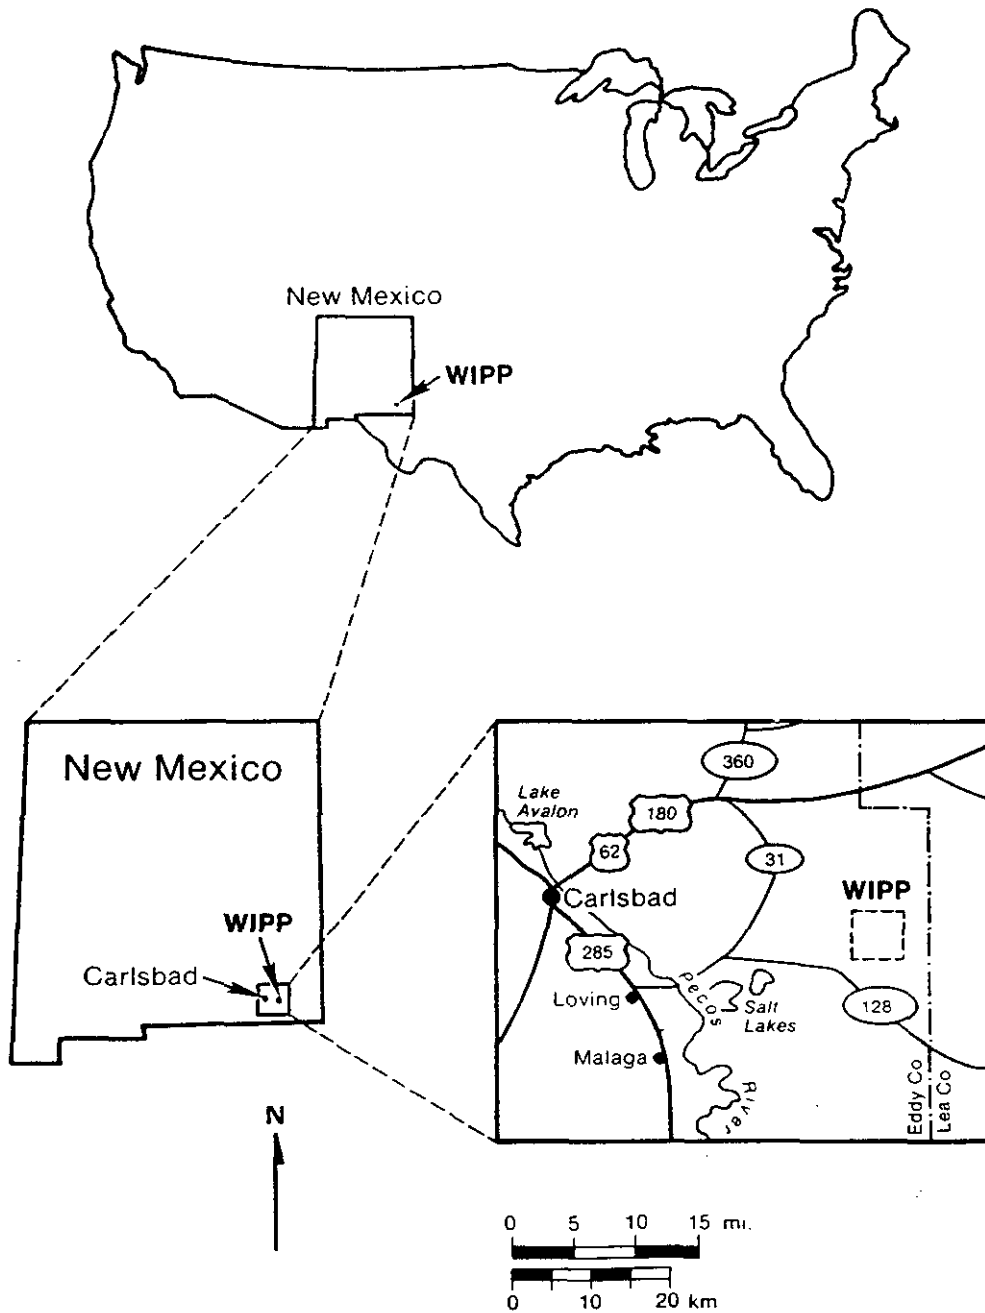 New Mexico
WIPP
New Mexico
WIPP
Carlsbad
N
360
Lake
Avalon
180
62
31
Carlsbad
WIPP
285
Pecos
Loving
Salt
Lakes
128
Malaga
River
Eddy Co
Lea Co
0 5 10 15 mi.
0 10 20 km